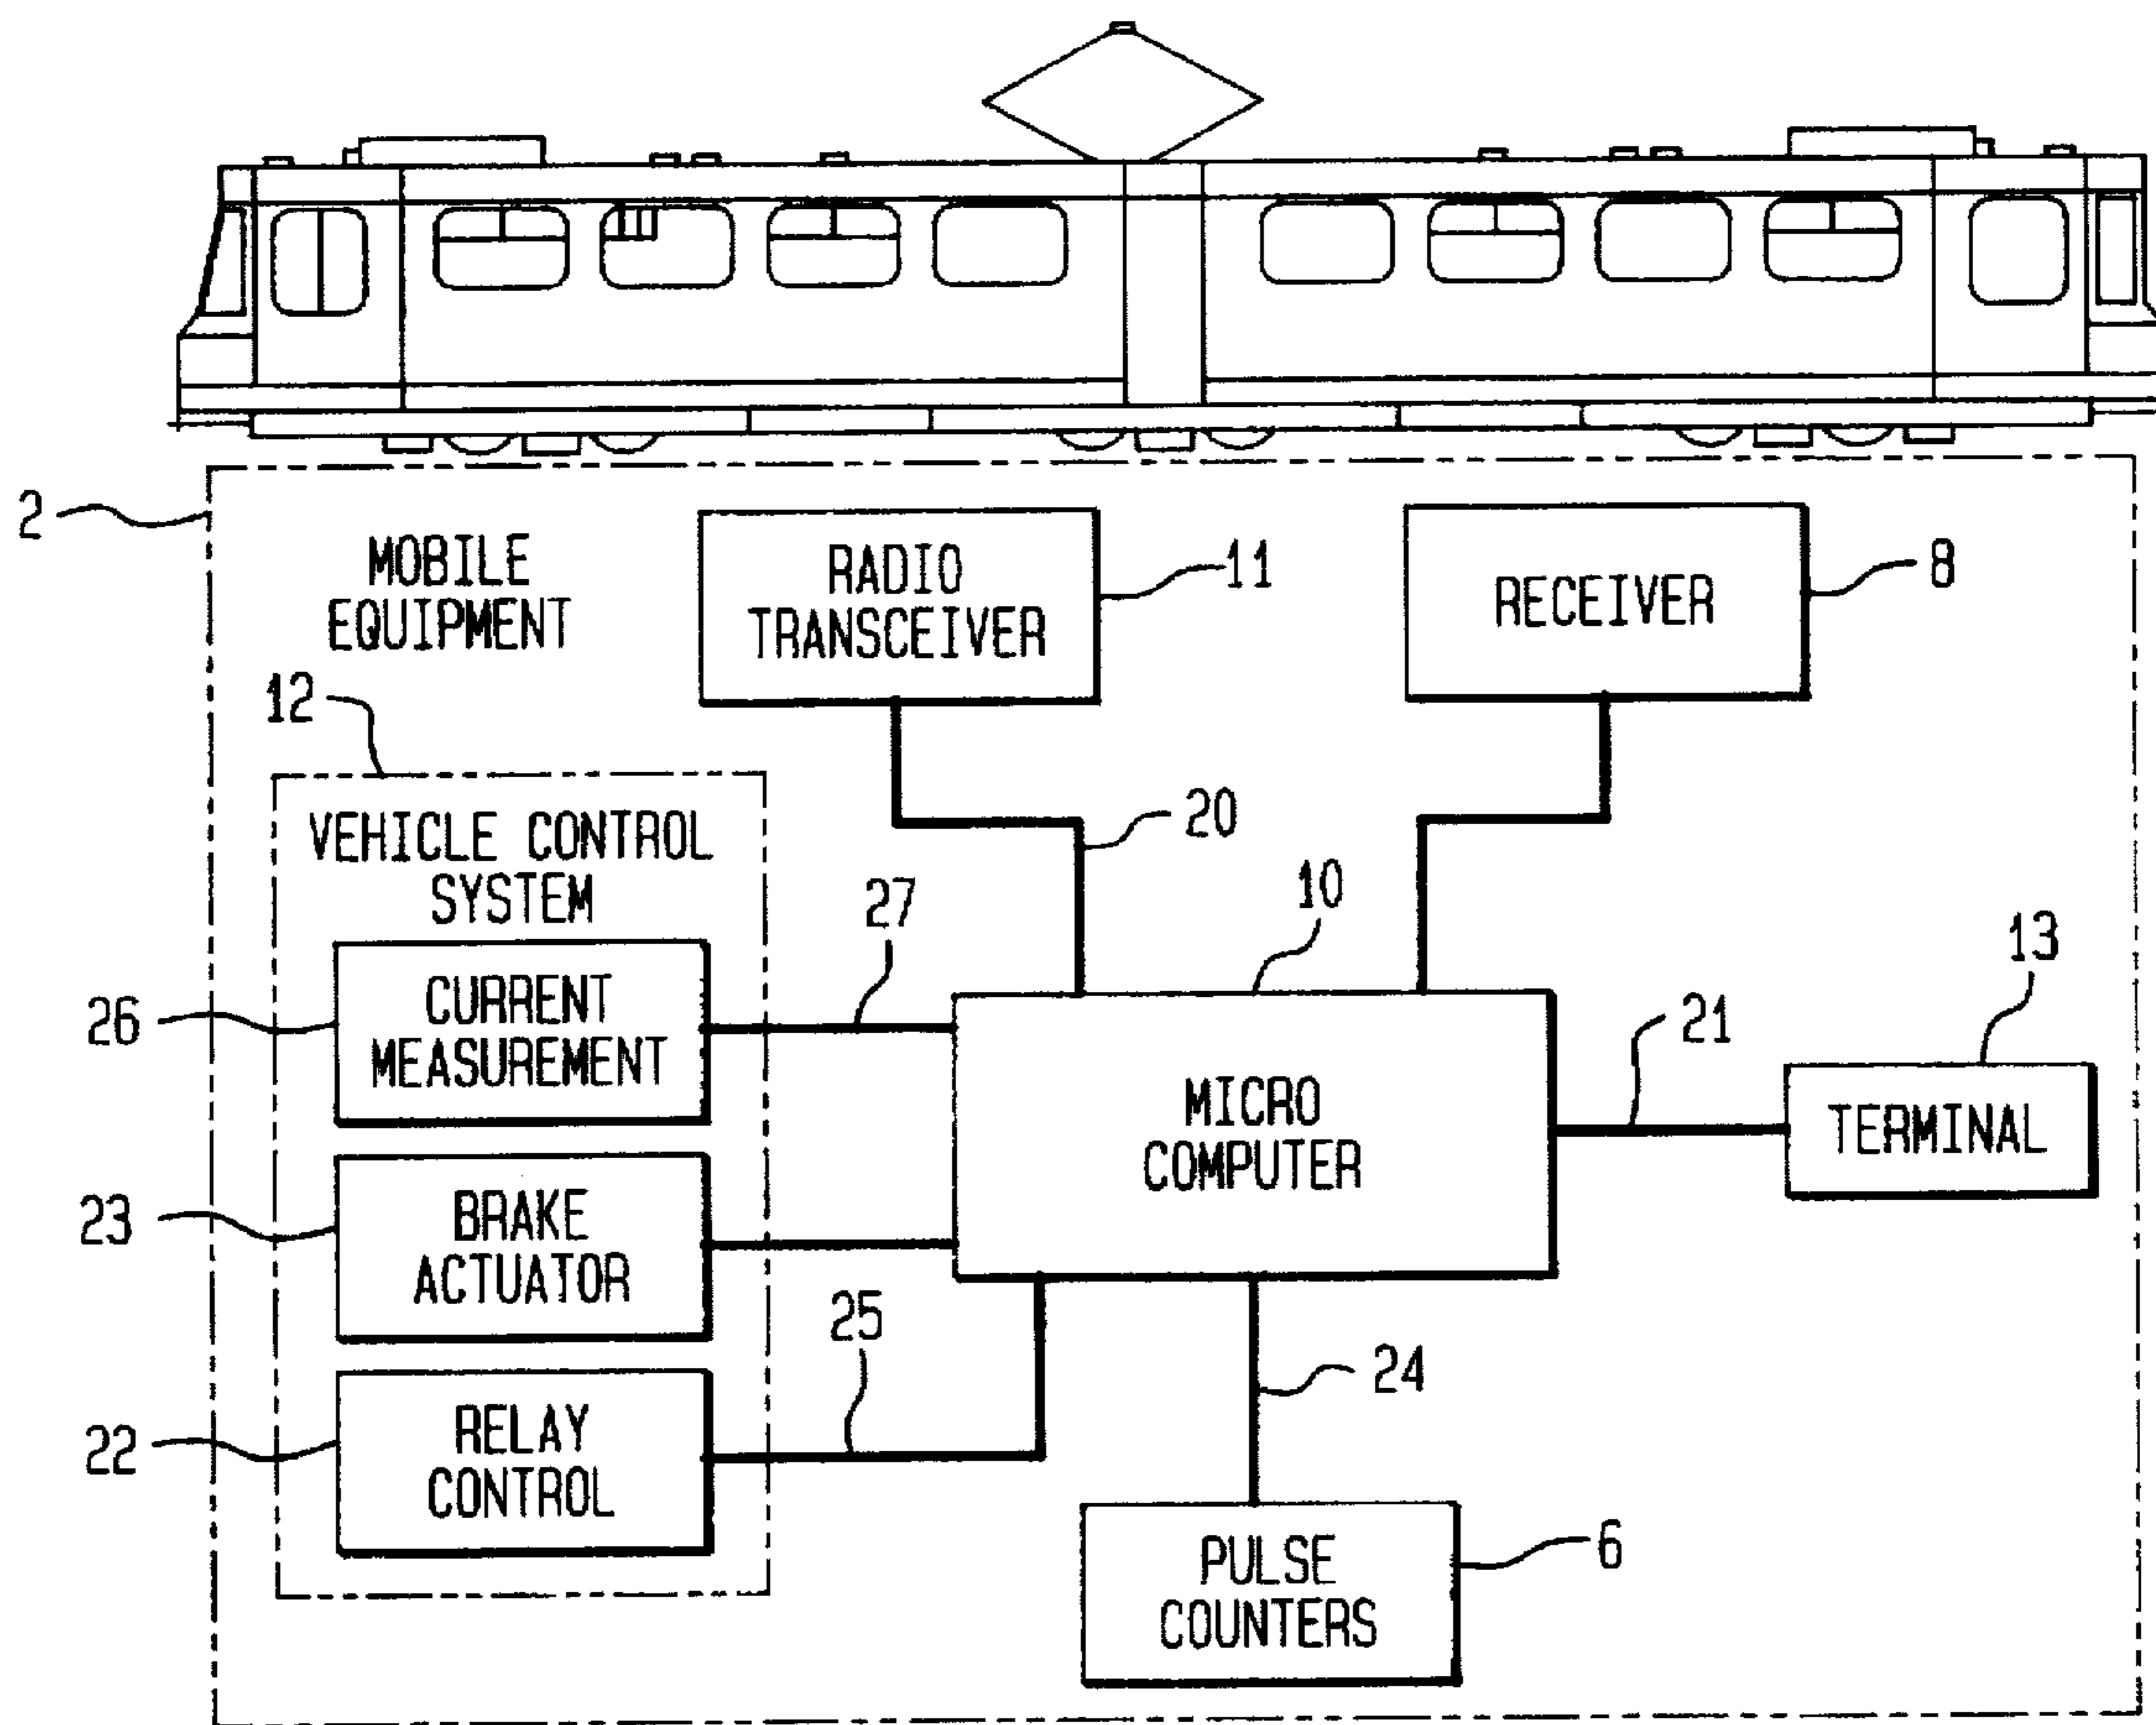 2
MOBILE
EQUIPMENT
RADIO
TRANSCEIVER
11
RECEIVER
8
12
VEHICLE CONTROL
SYSTEM
20
27
10
13
26
CURRENT
MEASUREMENT
21
MICRO
COMPUTER
TERMINAL
23
BRAKE
ACTUATOR
25
24
22
RELAY
CONTROL
PULSE
COUNTERS
6